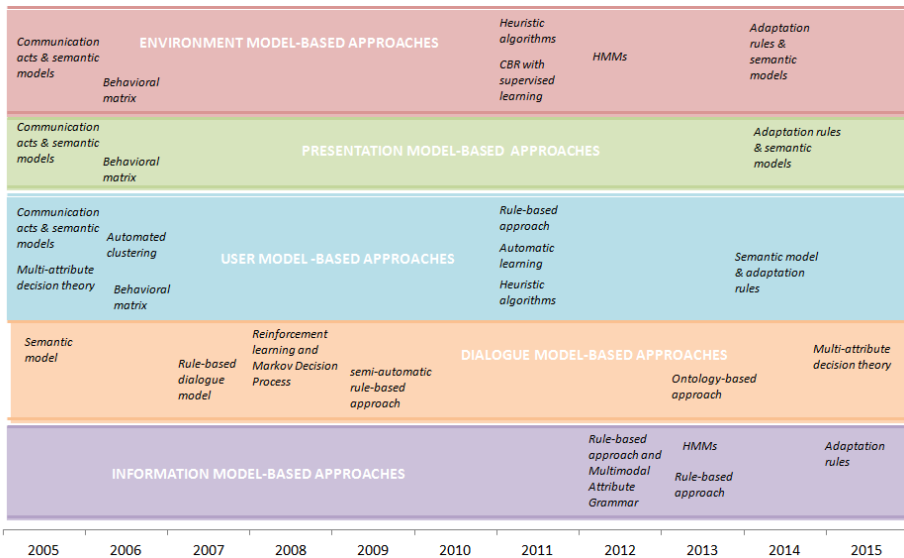 ENVIRONMENT MODEL-BASED APPROACHES
Communication
acts & semantic
models
Behavioral
matrix
Heuristic
algorithms
CBR with
supervised
learning
HMMs
Adaptation
rules &
semantic
models
PRESENTATION MODEL-BASED APPROACHES
Communication
acts & semantic
models
Behavioral
matrix
Adaptation rules
& semantic
models
USER MODEL -BASED APPROACHES
Communication
acts & semantic
models
Multi-attribute
decision theory
Automated
clustering
Behavioral
matrix
Rule-based
approach
Automatic
learning
Heuristic
algorithms
Semantic model
& adaptation
rules
DIALOGUE MODEL-BASED APPROACHES
Semantic
model
Rule-based
dialogue
model
Reinforcement
learning and
Markov Decision
Process
semi-automatic
rule-based
approach
Ontology-based
approach
Multi-attribute
decision theory
INFORMATION MODEL-BASED APPROACHES
Rule-based
approach and
Multimodal
Attribute
Grammar
HMMs
Rule-based
approach
Adaptation
rules
2005 2006 2007 2008 2009 2010 2011 2012 2013 2014 2015